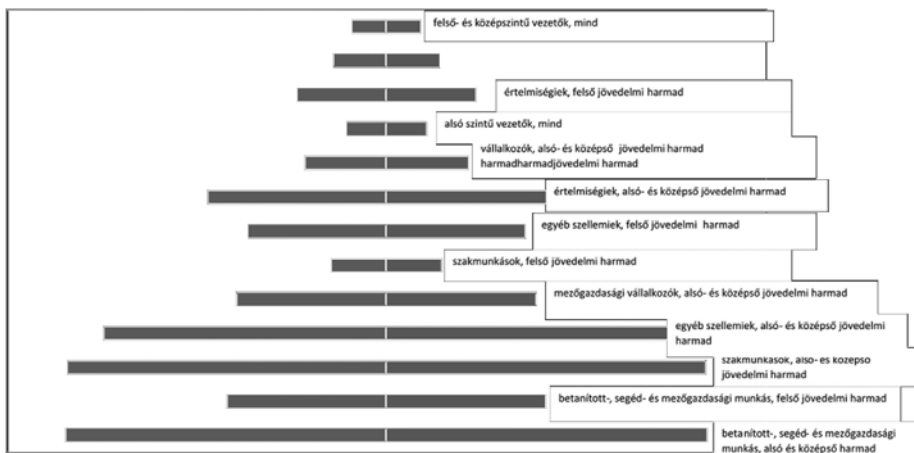 felső- és középszintű vezetők, mind
értelmiségiek, felső jövedelmi harmad
alsó szintű vezetők, mind
vállalkozók, alsó- és középső jövedelmi harmad
harmadharmadjövedelmi harmad
értelmiségiek, alsó- és középső jövedelmi harmad
egyéb szellemiek, felső jövedelmi harmad
szakmunkások, felső jövedelmi harmad
mezőgazdasági vállalkozók, alsó- és középső jövedelmi harmad
egyéb szellemiek, alsó- és középső jövedelmi
harmad
szakmunkások, alsó- és középső
jövedelmi harmad
betanított-, segéd- és mezőgazdasági munkás, felső jövedelmi harmad
betanított-, segéd- és mezőgazdasági
munkás, alsó és középső harmad